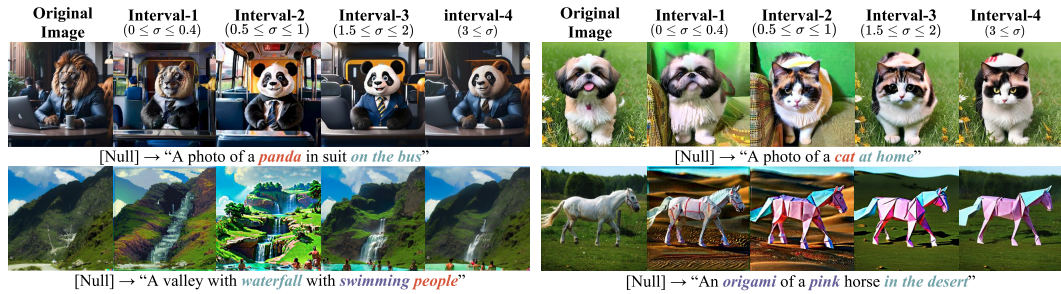 Original Image Interval-1 (0 ≤ σ ≤ 0.4) Interval-2 (0.5 ≤ σ ≤ 1) Interval-3 (1.5 ≤ σ ≤ 2) interval-4 (3 ≤ σ)
[Null] → “A photo of a panda in suit on the bus”
[Null] → “A valley with waterfall with swimming people”
Original Image Interval-1 (0 ≤ σ ≤ 0.4) Interval-2 (0.5 ≤ σ ≤ 1) Interval-3 (1.5 ≤ σ ≤ 2) Interval-4 (3 ≤ σ)
[Null] → “A photo of a cat at home”
[Null] → “An origami of a pink horse in the desert”